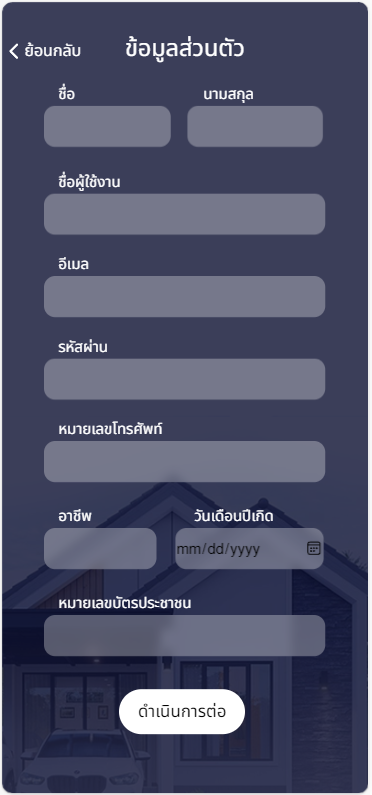 ย้อนกลับ ข้อมูลส่วนตัว
ชื่อ นามสกุล
ชื่อผู้ใช้งาน
อีเมล
รหัสผ่าน
หมายเลขโทรศัพท์
อาชีพ วันเดือนปีเกิด
mm/dd/yyyy
หมายเลขบัตรประชาชน
ดำเนินการต่อ